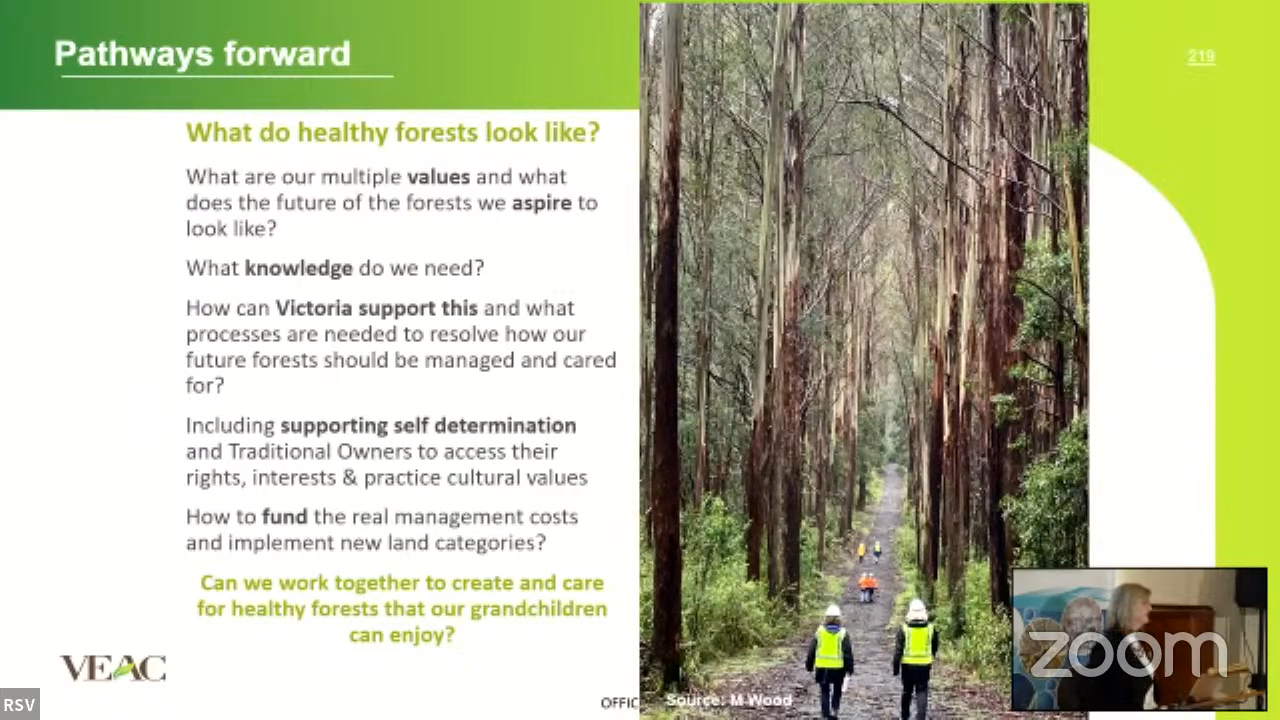 Pathways forward
219
What do healthy forests look like?
What are our multiple values and what
does the future of the forests we aspire to
look like?
What knowledge do we need?
How can Victoria support this and what
processes are needed to resolve how our
future forests should be managed and cared
for?
Including supporting self determination
and Traditional Owners to access their
rights, interests & practice cultural values
How to fund the real management costs
and implement new land categories?
Can we work together to create and care
for healthy forests that our grandchildren
can enjoy?
VEAC
RSV
OFFIC
Source: M Wood
zoom